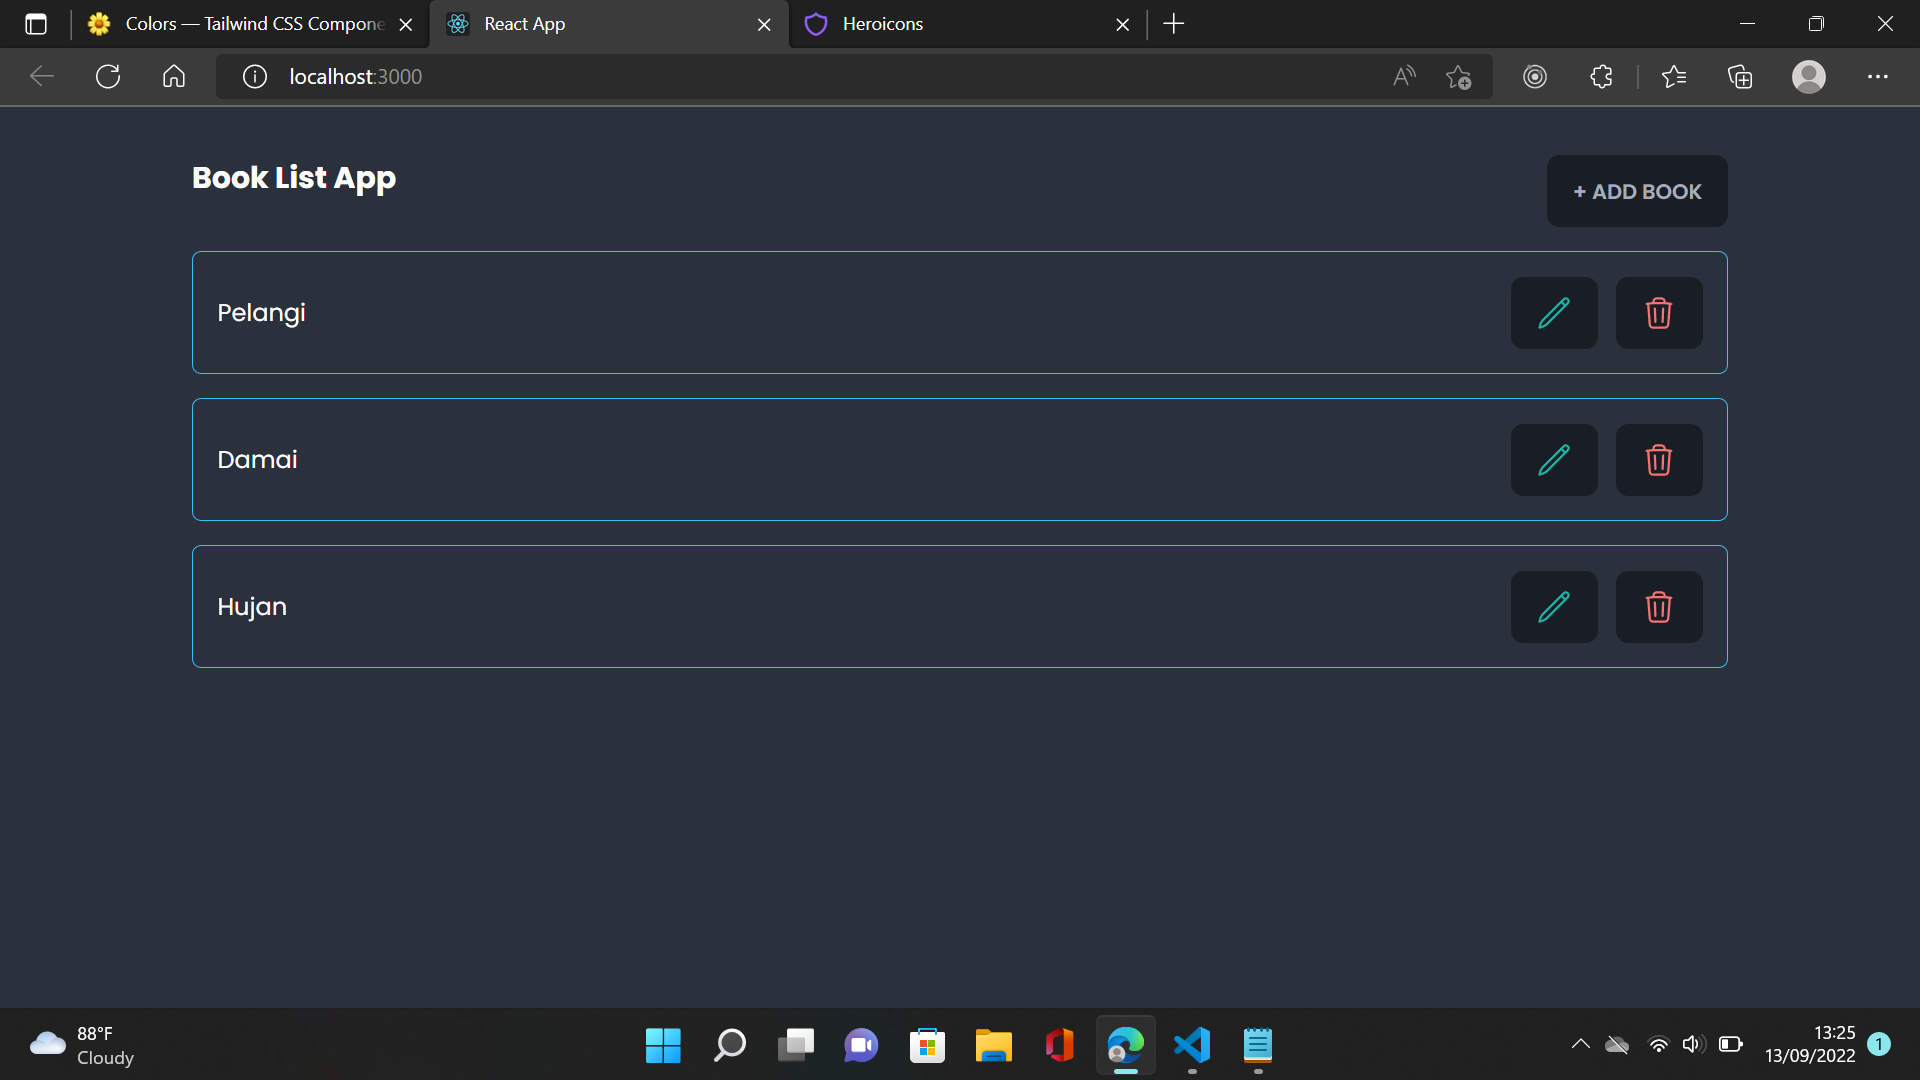 Colors — Tailwind CSS Compone
React App
Heroicons
localhost:3000
Book List App
+ ADD BOOK
Pelangi
Damai
Hujan
88°F
Cloudy
13:25
13/09/2022
1